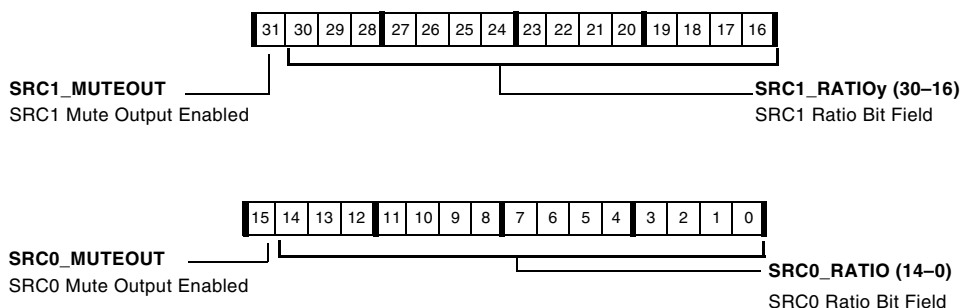 31 30 29 28 27 26 25 24 23 22 21 20 19 18 17 16
SRC1_MUTEOUT
SRC1 Mute Output Enabled
SRC1_RATIOy (30–16)
SRC1 Ratio Bit Field
15 14 13 12 11 10 9 8 7 6 5 4 3 2 1 0
SRC0_MUTEOUT
SRC0 Mute Output Enabled
SRC0_RATIO (14–0)
SRC0 Ratio Bit Field